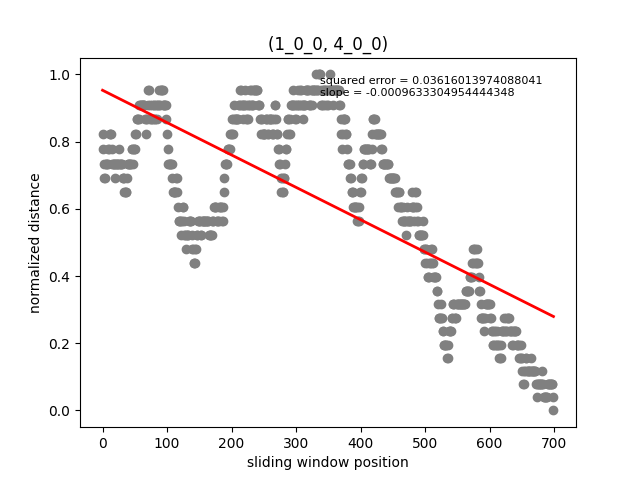 (1_0_0, 4_0_0)
squared error = 0.03616013974088041
slope = -0.0009633304954444348
1.0
0.8
0.6
0.4
0.2
0.0
normalized distance
0 100 200 300 400 500 600 700
sliding window position